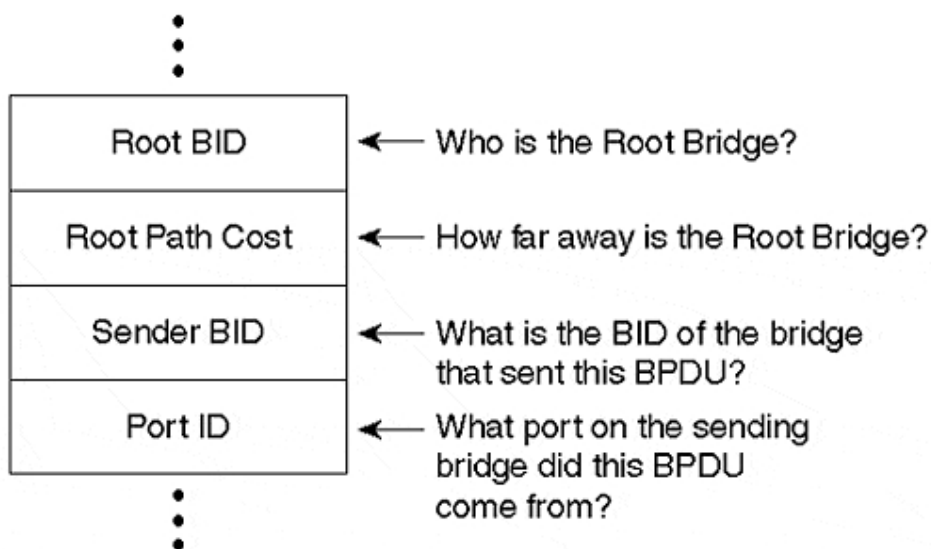 Root BID
Who is the Root Bridge?
Root Path Cost
How far away is the Root Bridge?
Sender BID
What is the BID of the bridge
that sent this BPDU?
Port ID
What port on the sending
bridge did this BPDU
come from?